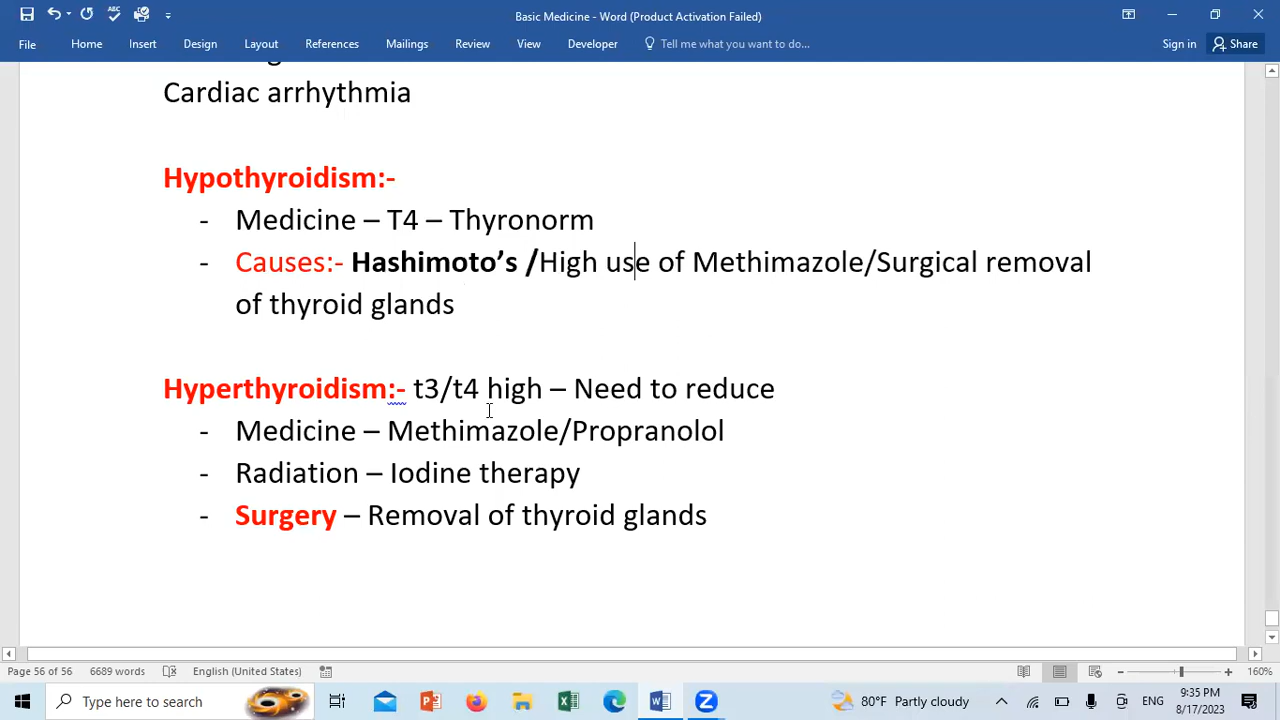 Basic Medicine - Word (Product Activation Failed)
File Home Insert Design Layout References Mailings Review View Developer Tell me what you want to do... Sign in Share
Cardiac arrhythmia
Hypothyroidism:-
- Medicine – T4 – Thyronorm
- Causes:- Hashimoto’s /High use of Methimazole/Surgical removal
of thyroid glands
Hyperthyroidism:- t3/t4 high – Need to reduce
- Medicine – Methimazole/Propranolol
- Radiation – Iodine therapy
- Surgery – Removal of thyroid glands
Page 56 of 56 6689 words English (United States) 160%
Type here to search 80°F Partly cloudy ENG 9:35 PM
8/17/2023